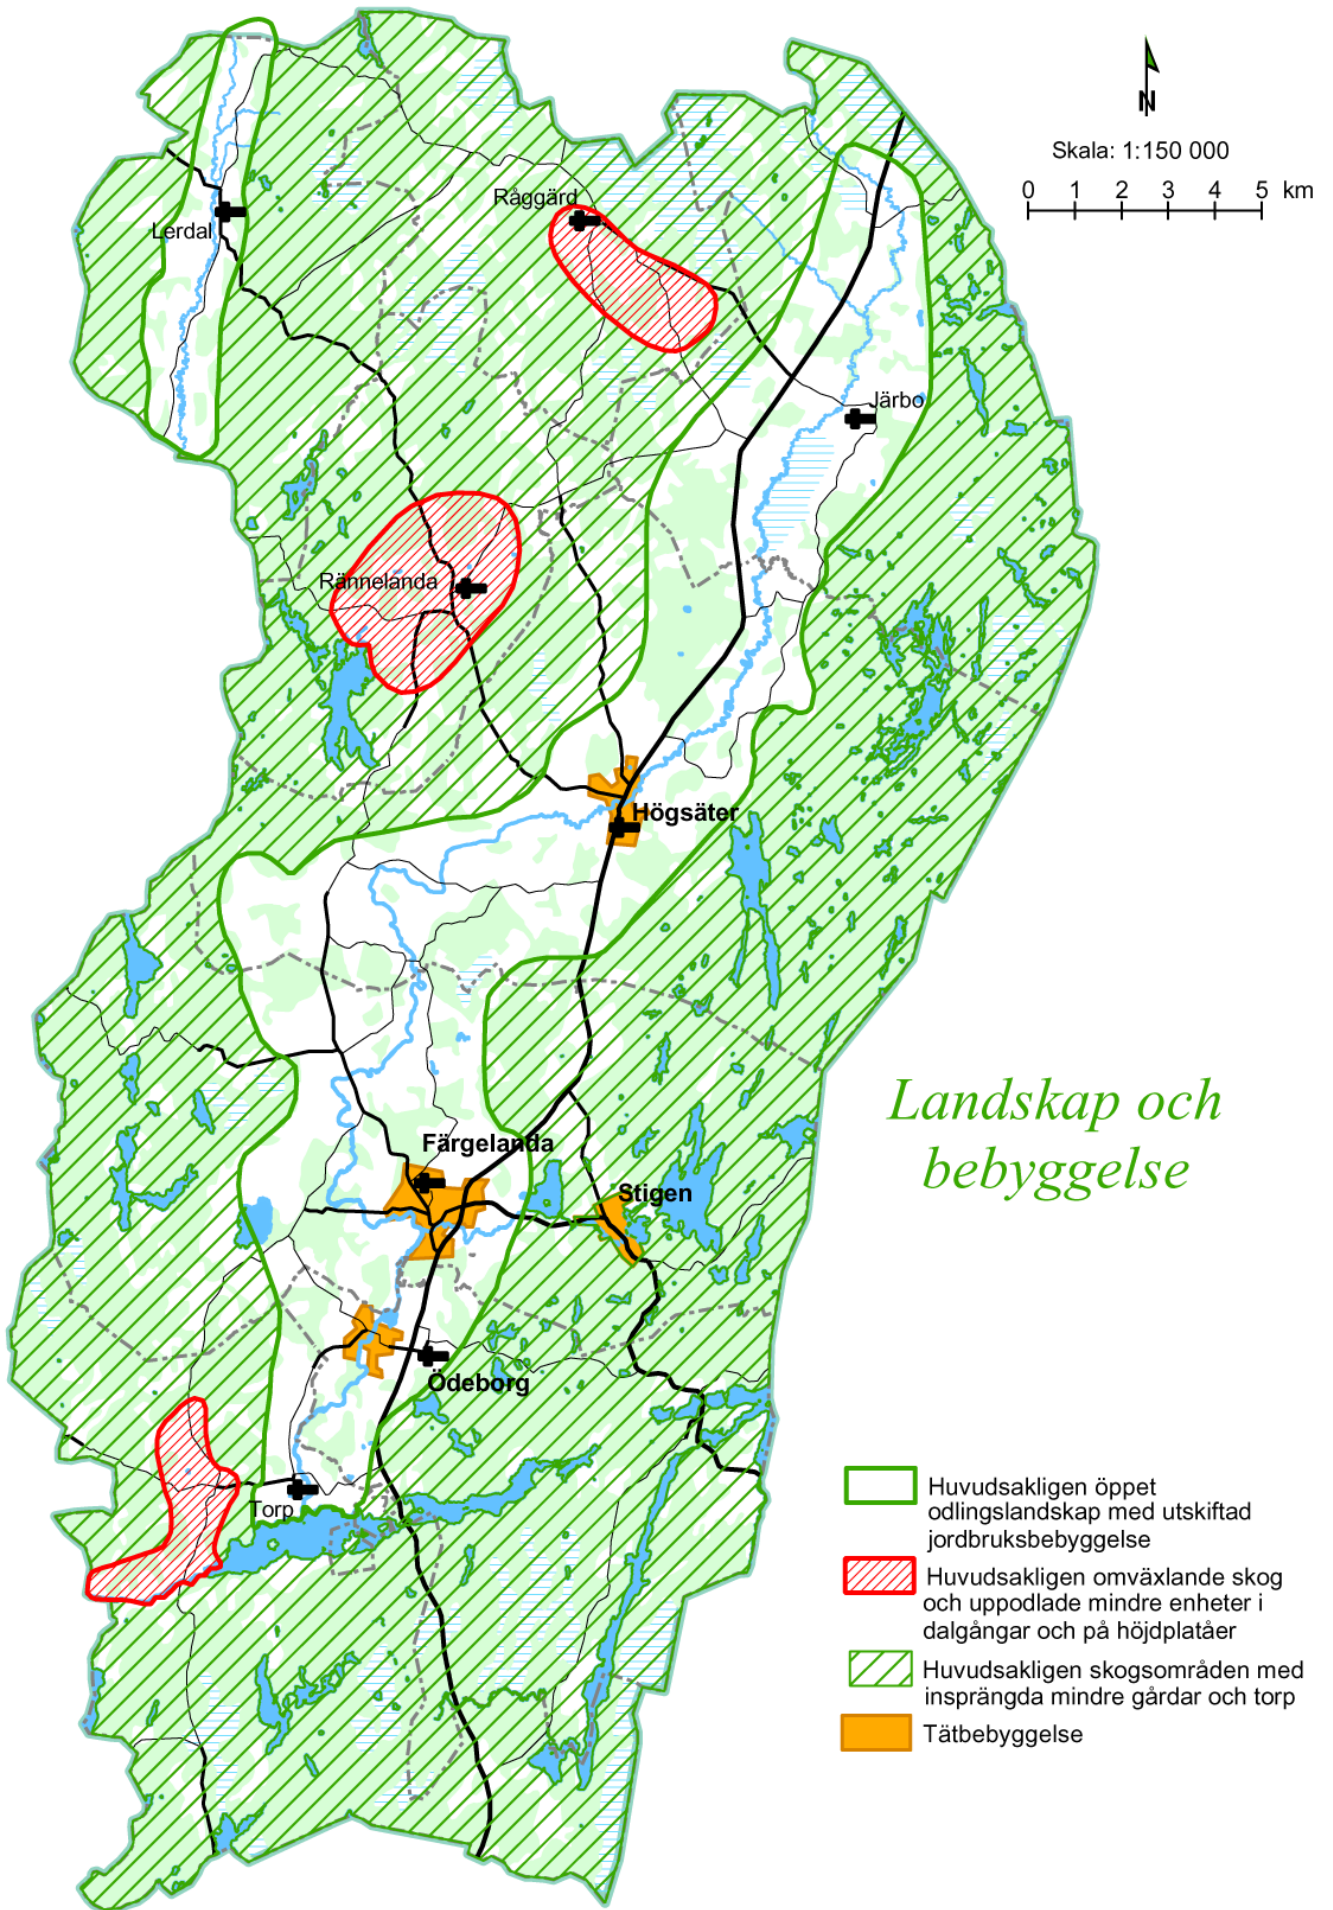 N
Skala: 1:150 000
0 1 2 3 4 5 km
Råggärd
Lerdal
Järbo
Rännelanda
Högsäter
Landskap och
bebyggelse
Färgelanda
Stigen
Ödeborg
Torp
Huvudsakligen öppet
odlingslandskap med utskiftad
jordbruksbebyggelse
Huvudsakligen omväxlande skog
och uppodlade mindre enheter i
dalgångar och på höjdplatåer
Huvudsakligen skogsområden med
insprängda mindre gårdar och torp
Tätbebyggelse